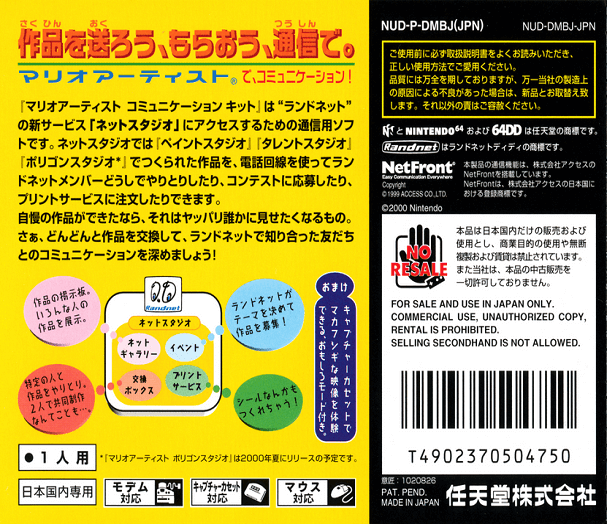 さくひん おく つうしん
作品を送ろう、もらおう、通信で。
マリオアーティスト®で、コミュニケーション!
『マリオアーティスト コミュニケーション キット』は"ランドネット"
の新サービス「ネットスタジオ」にアクセスするための通信用ソフ
トです。ネットスタジオでは『ペイントスタジオ』『タレントスタジオ』
『ポリゴンスタジオ*』でつくられた作品を、電話回線を使ってラン
ドネットメンバーどうしでやりとりしたり、コンテストに応募したり、
プリントサービスに注文したりできます。
自慢の作品ができたなら、それはヤッパリ誰かに見せたくなるもの。
さぁ、どんどんと作品を交換して、ランドネットで知り合った友だち
とのコミュニケーションを深めましょう!
作品の掲示板。
いろんな人の
作品を展示。
Randnet
ネットスタジオ
ネット
ギャラリー
イベント
交換
ボックス
プリント
サービス
ランドネットが
テーマを決めて
作品を募集!
特定の人と
作品をやりとり。
2人で共同制作
なんてことも…
シールなんかも
つくれちゃう!
おまけ
キャプチャーカセットで
マカフシギな映像を体験
できる、おもしろモード付き。
●1人用
*『マリオアーティスト ポリゴンスタジオ』は2000年夏にリリースの予定です。
日本国内専用
モデム
対応
キャプチャーカセット
対応
マウス
対応
NUD-P-DMBJ(JPN)
NUD-DMBJ-JPN
ご使用前に必ず取扱説明書をよくお読みいただき、
正しい使用方法でご愛用ください。
品質には万全を期しておりますが、万一当社の製造上
の原因による不良があった場合は、新品とお取替え致
します。それ以外の責はご容赦ください。
と NINTENDO64 および 64DD は任天堂の商標です。
Randnet はランドネットディディの商標です。
NetFront™
Easy Communication Everywhere
Copyright
©1999 ACCESS CO.,LTD.
本製品の通信機能は、株式会社アクセスの
NetFrontを搭載しています。
NetFrontは、株式会社アクセスの日本国に
おける登録商標です。
©2000 Nintendo
NO
RESALE
本品は日本国内だけの販売および
使用とし、商業目的の使用や無断
複製および賃貸は禁止されています。
また当社は、本品の中古販売を
一切許可しておりません。
FOR SALE AND USE IN JAPAN ONLY.
COMMERCIAL USE, UNAUTHORIZED COPY,
RENTAL IS PROHIBITED.
SELLING SECONDHAND IS NOT ALLOWED.
T4902370504750
意匠:1020826
PAT. PEND.
MADE IN JAPAN
任天堂株式会社